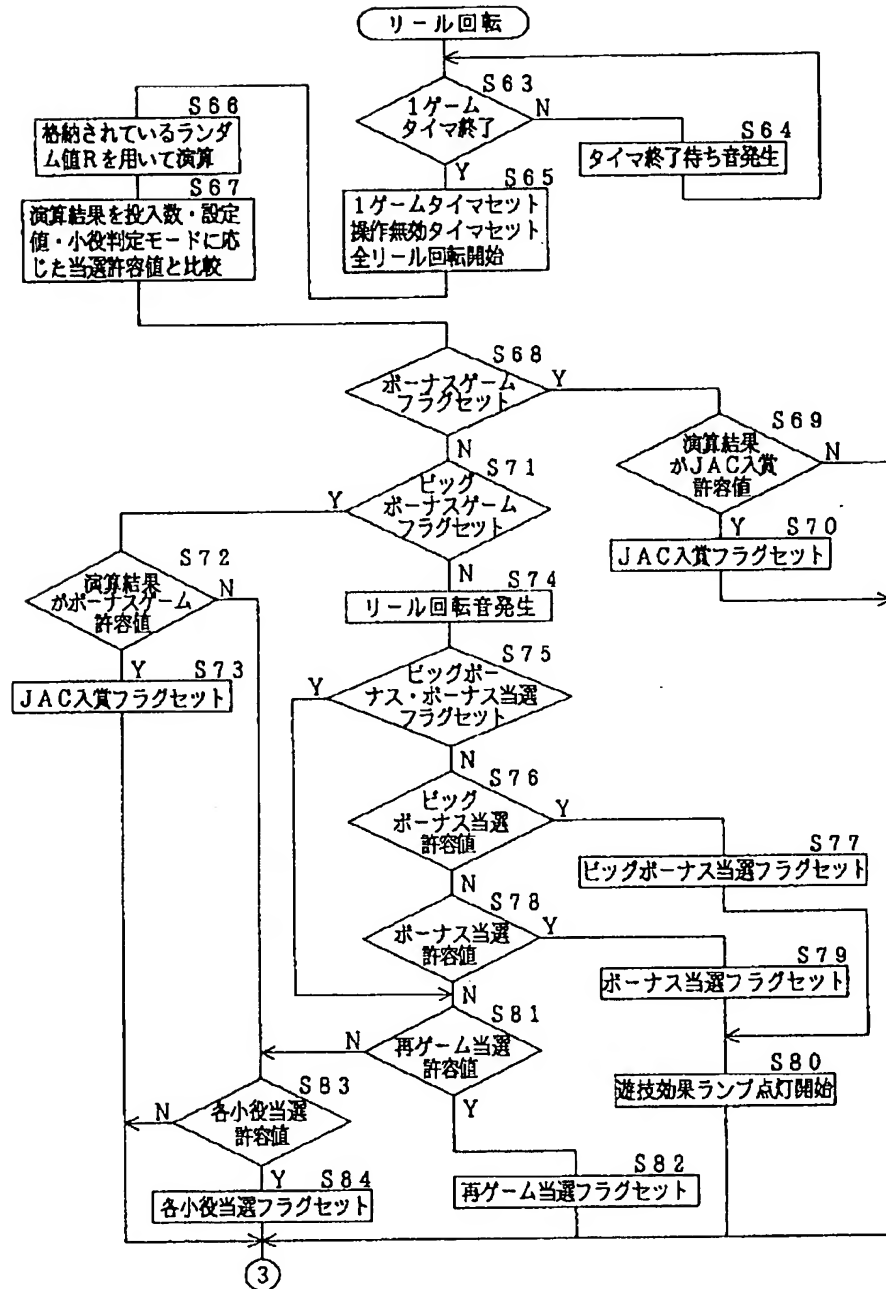 リール回転
S63
1ゲーム
タイマ終了
N
Y
S64
タイマ終了待ち音発生
S65
1ゲームタイマセット
操作無効タイマセット
全リール回転開始
S66
格納されているランダ
ム値Rを用いて演算
S67
演算結果を投入数・設定
値・小役判定モードに応
じた当選許容値と比較
S68
ボーナスゲーム
フラグセット
Y
N
S69
演算結果
がJAC入賞
許容値
N
Y
S70
JAC入賞フラグセット
S71
ビッグ
ボーナスゲーム
フラグセット
Y
N
S72
演算結果
がボーナスゲーム
許容値
N
Y
S73
JAC入賞フラグセット
S74
リール回転音発生
S75
ビッグボー
ナス・ボーナス当選
フラグセット
Y
N
S76
ビッグ
ボーナス当選
許容値
Y
N
S77
ビッグボーナス当選フラグセット
S78
ボーナス当選
許容値
Y
N
S79
ボーナス当選フラグセット
S80
遊技効果ランプ点灯開始
S81
再ゲーム当選
許容値
N
Y
S82
再ゲーム当選フラグセット
S83
各小役当選
許容値
N
Y
S84
各小役当選フラグセット
3